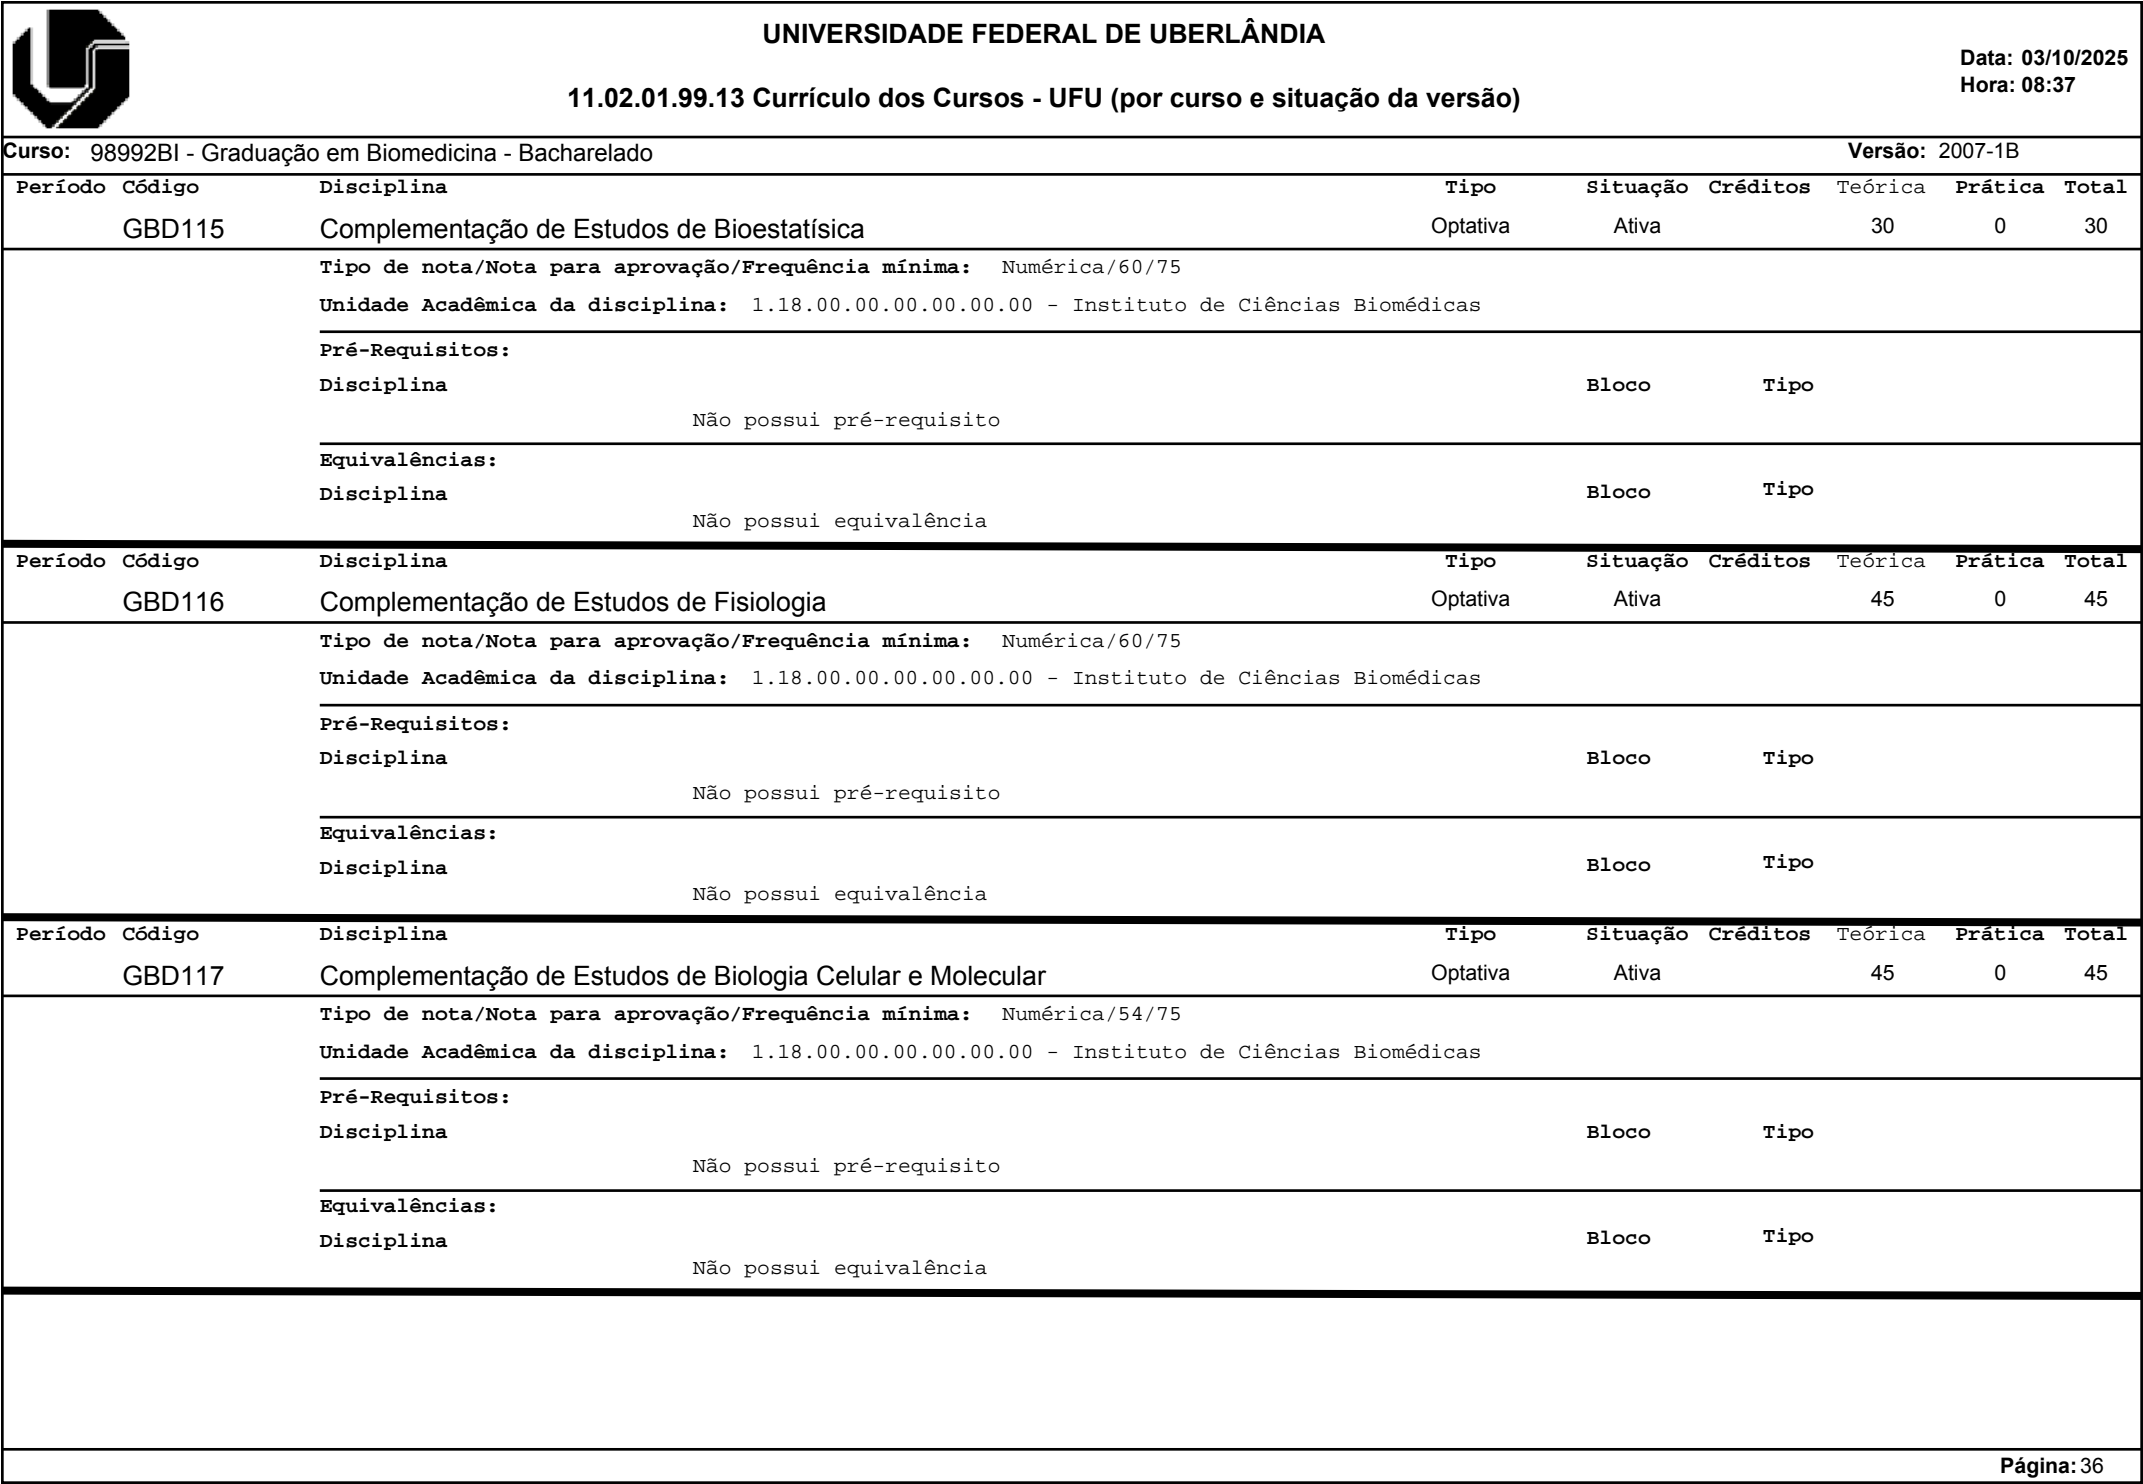 UNIVERSIDADE FEDERAL DE UBERLÂNDIA
Data: 03/10/2025
Hora: 08:37
11.02.01.99.13 Currículo dos Cursos - UFU (por curso e situação da versão)
Curso: 98992BI - Graduação em Biomedicina - Bacharelado Versão: 2007-1B
Período Código Disciplina Tipo Situação Créditos Teórica Prática Total
GBD115 Complementação de Estudos de Bioestatísica Optativa Ativa 30 0 30
Tipo de nota/Nota para aprovação/Frequência mínima: Numérica/60/75
Unidade Acadêmica da disciplina: 1.18.00.00.00.00.00.00 - Instituto de Ciências Biomédicas
Pré-Requisitos:
Disciplina Bloco Tipo
Não possui pré-requisito
Equivalências:
Disciplina Bloco Tipo
Não possui equivalência
Período Código Disciplina Tipo Situação Créditos Teórica Prática Total
GBD116 Complementação de Estudos de Fisiologia Optativa Ativa 45 0 45
Tipo de nota/Nota para aprovação/Frequência mínima: Numérica/60/75
Unidade Acadêmica da disciplina: 1.18.00.00.00.00.00.00 - Instituto de Ciências Biomédicas
Pré-Requisitos:
Disciplina Bloco Tipo
Não possui pré-requisito
Equivalências:
Disciplina Bloco Tipo
Não possui equivalência
Período Código Disciplina Tipo Situação Créditos Teórica Prática Total
GBD117 Complementação de Estudos de Biologia Celular e Molecular Optativa Ativa 45 0 45
Tipo de nota/Nota para aprovação/Frequência mínima: Numérica/54/75
Unidade Acadêmica da disciplina: 1.18.00.00.00.00.00.00 - Instituto de Ciências Biomédicas
Pré-Requisitos:
Disciplina Bloco Tipo
Não possui pré-requisito
Equivalências:
Disciplina Bloco Tipo
Não possui equivalência
Página: 36